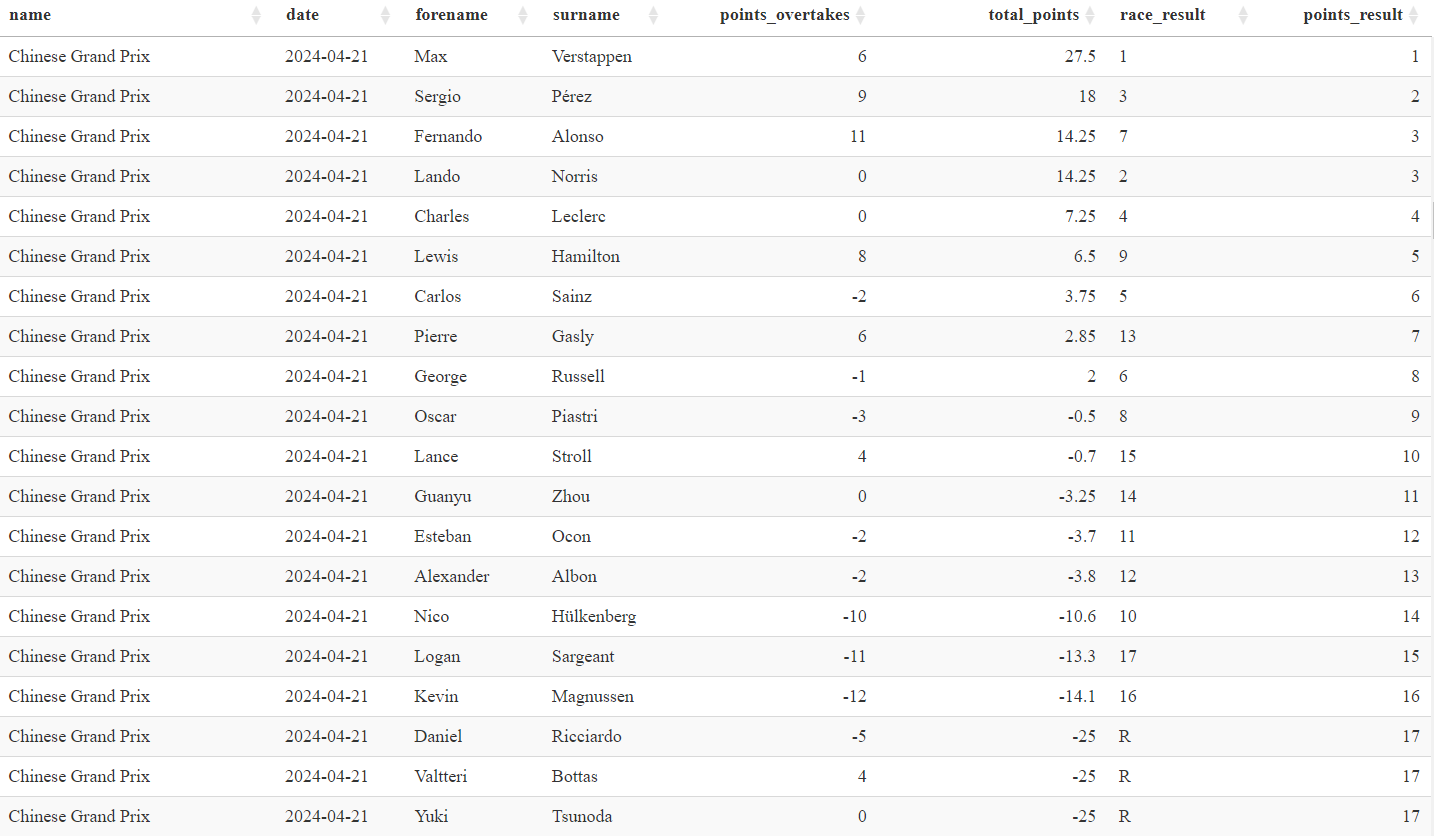 name date forename surname points_overtakes total_points race_result points_result
Chinese Grand Prix 2024-04-21 Max Verstappen 6 27.5 1 1
Chinese Grand Prix 2024-04-21 Sergio Pérez 9 18 3 2
Chinese Grand Prix 2024-04-21 Fernando Alonso 11 14.25 7 3
Chinese Grand Prix 2024-04-21 Lando Norris 0 14.25 2 3
Chinese Grand Prix 2024-04-21 Charles Leclerc 0 7.25 4 4
Chinese Grand Prix 2024-04-21 Lewis Hamilton 8 6.5 9 5
Chinese Grand Prix 2024-04-21 Carlos Sainz -2 3.75 5 6
Chinese Grand Prix 2024-04-21 Pierre Gasly 6 2.85 13 7
Chinese Grand Prix 2024-04-21 George Russell -1 2 6 8
Chinese Grand Prix 2024-04-21 Oscar Piastri -3 -0.5 8 9
Chinese Grand Prix 2024-04-21 Lance Stroll 4 -0.7 15 10
Chinese Grand Prix 2024-04-21 Guanyu Zhou 0 -3.25 14 11
Chinese Grand Prix 2024-04-21 Esteban Ocon -2 -3.7 11 12
Chinese Grand Prix 2024-04-21 Alexander Albon -2 -3.8 12 13
Chinese Grand Prix 2024-04-21 Nico Hülkenberg -10 -10.6 10 14
Chinese Grand Prix 2024-04-21 Logan Sargeant -11 -13.3 17 15
Chinese Grand Prix 2024-04-21 Kevin Magnussen -12 -14.1 16 16
Chinese Grand Prix 2024-04-21 Daniel Ricciardo -5 -25 R 17
Chinese Grand Prix 2024-04-21 Valtteri Bottas 4 -25 R 17
Chinese Grand Prix 2024-04-21 Yuki Tsunoda 0 -25 R 17